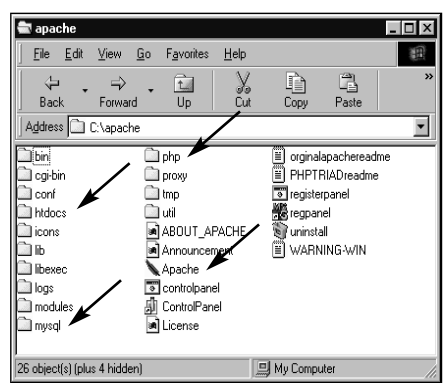 apache
File Edit View Go Favorites Help
Back Forward Up Cut Copy Paste »
Address C:\apache
bin
cgi-bin
conf
htdocs
icons
lib
libexec
logs
modules
mysql
php
proxy
tmp
util
ABOUT_APACHE
Announcement
Apache
controlpanel
ControlPanel
License
orginalapachereadme
PHPTRIADreadme
registerpanel
regpanel
uninstall
WARNING-WIN
26 object(s) (plus 4 hidden) My Computer